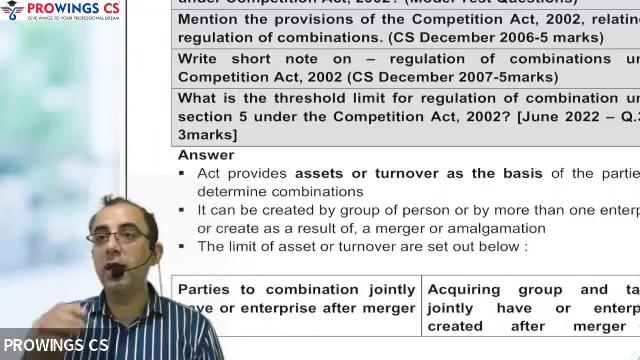 PROWINGS CS
GIVE WINGS TO YOUR PROFESSIONAL DREAM
under Competition Act, 2002? (Model Test Questions)
Mention the provisions of the Competition Act, 2002, relatin
regulation of combinations. (CS December 2006-5 marks)
Write short note on – regulation of combinations un
Competition Act, 2002 (CS December 2007-5marks)
What is the threshold limit for regulation of combination un
section 5 under the Competition Act, 2002? [June 2022 – Q.3
3marks]
Answer
▪ Act provides assets or turnover as the basis of the partie
determine combinations
▪ It can be created by group of person or by more than one enterp
or create as a result of, a merger or amalgamation
▪ The limit of asset or turnover are set out below :
Parties to combination jointly
have or enterprise after merger
Acquiring group and ta
jointly have or enterp
created after merger
PROWINGS CS